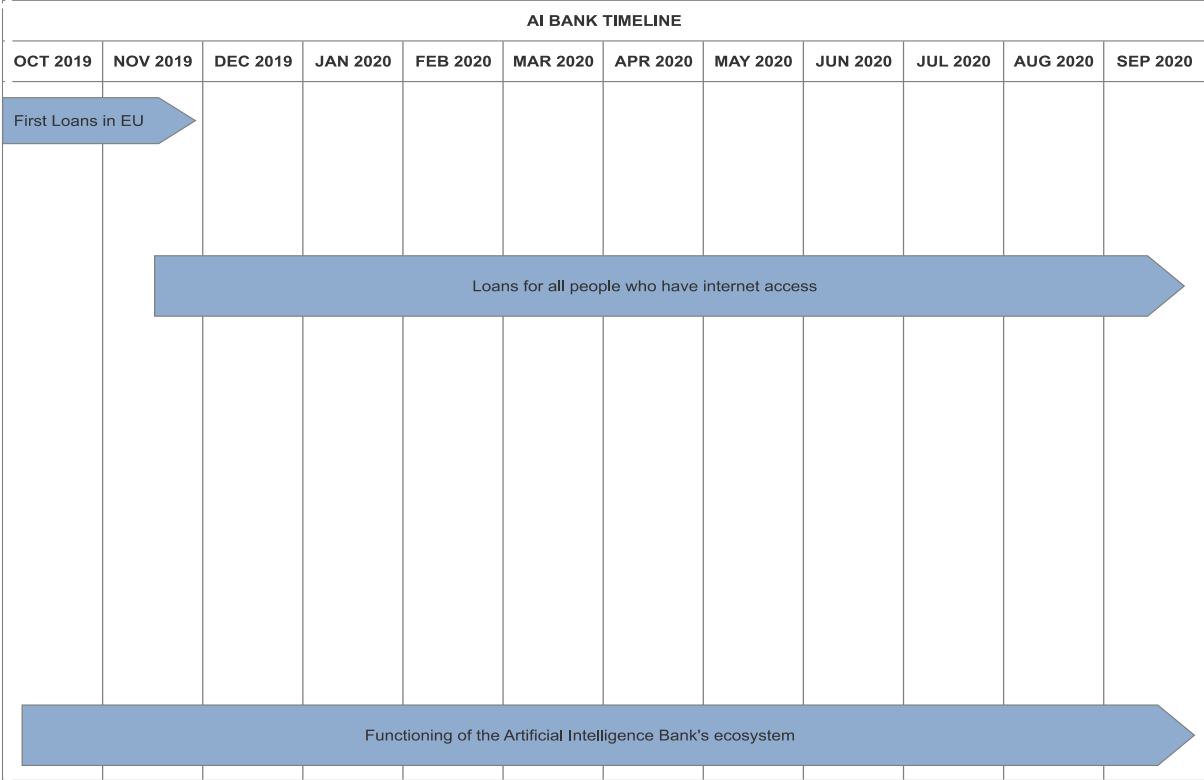 AI BANK TIMELINE
OCT 2019 NOV 2019 DEC 2019 JAN 2020 FEB 2020 MAR 2020 APR 2020 MAY 2020 JUN 2020 JUL 2020 AUG 2020 SEP 2020
First Loans in EU
Loans for all people who have internet access
Functioning of the Artificial Intelligence Bank's ecosystem